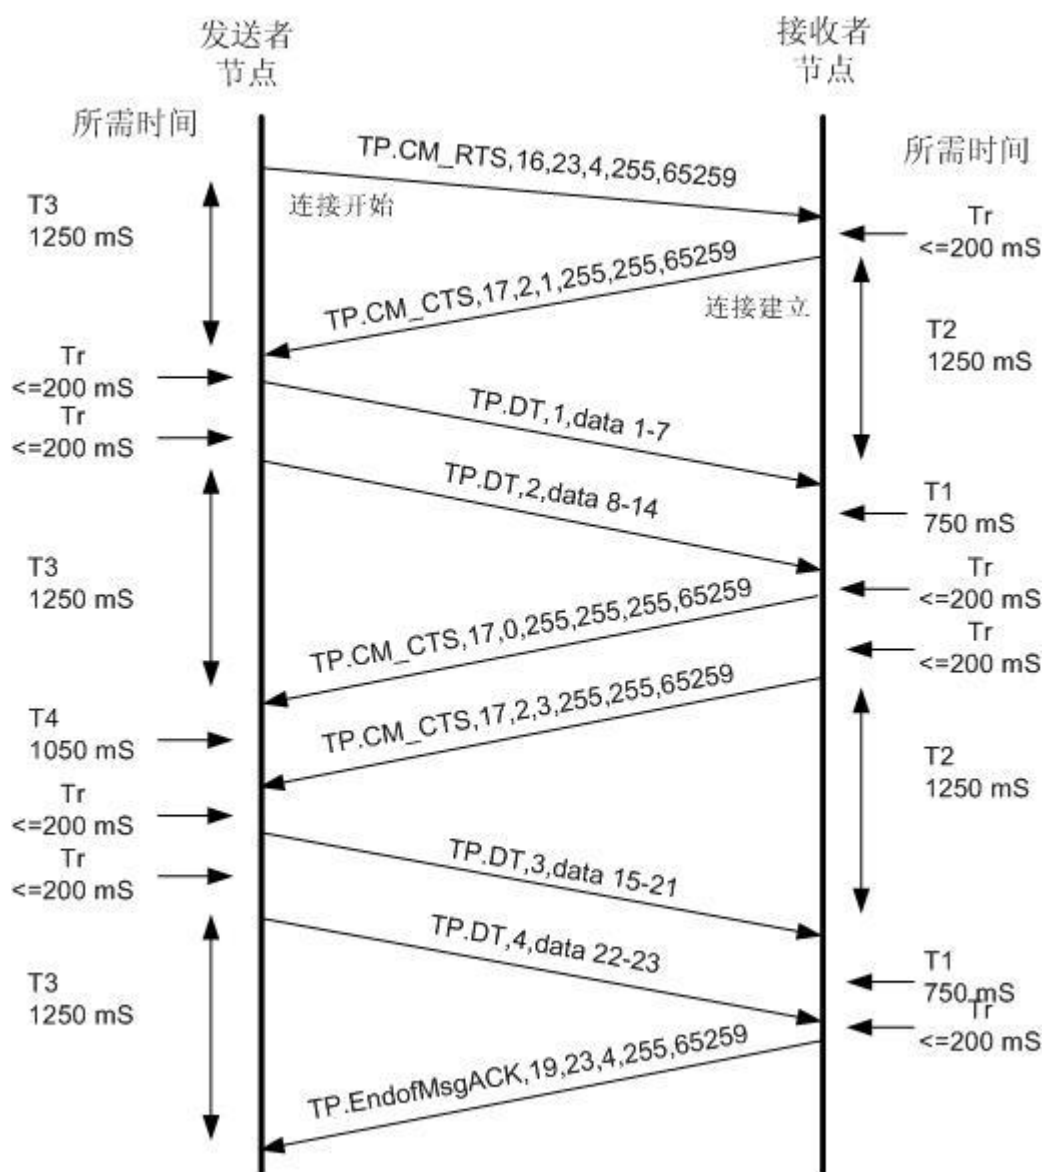 发送者
节点
接收者
节点
所需时间
所需时间
TP.CM_RTS,16,23,4,255,65259
连接开始
T3
1250 mS
Tr
<=200 mS
TP.CM_CTS,17,2,1,255,255,65259
连接建立
T2
1250 mS
Tr
<=200 mS
TP.DT,1,data 1-7
Tr
<=200 mS
TP.DT,2,data 8-14
T1
750 mS
T3
1250 mS
Tr
<=200 mS
TP.CM_CTS,17,0,255,255,255,65259
Tr
<=200 mS
TP.CM_CTS,17,2,3,255,255,65259
T4
1050 mS
T2
1250 mS
Tr
<=200 mS
TP.DT,3,data 15-21
Tr
<=200 mS
TP.DT,4,data 22-23
T1
750 mS
T3
1250 mS
Tr
<=200 mS
TP.EndofMsgACK,19,23,4,255,65259